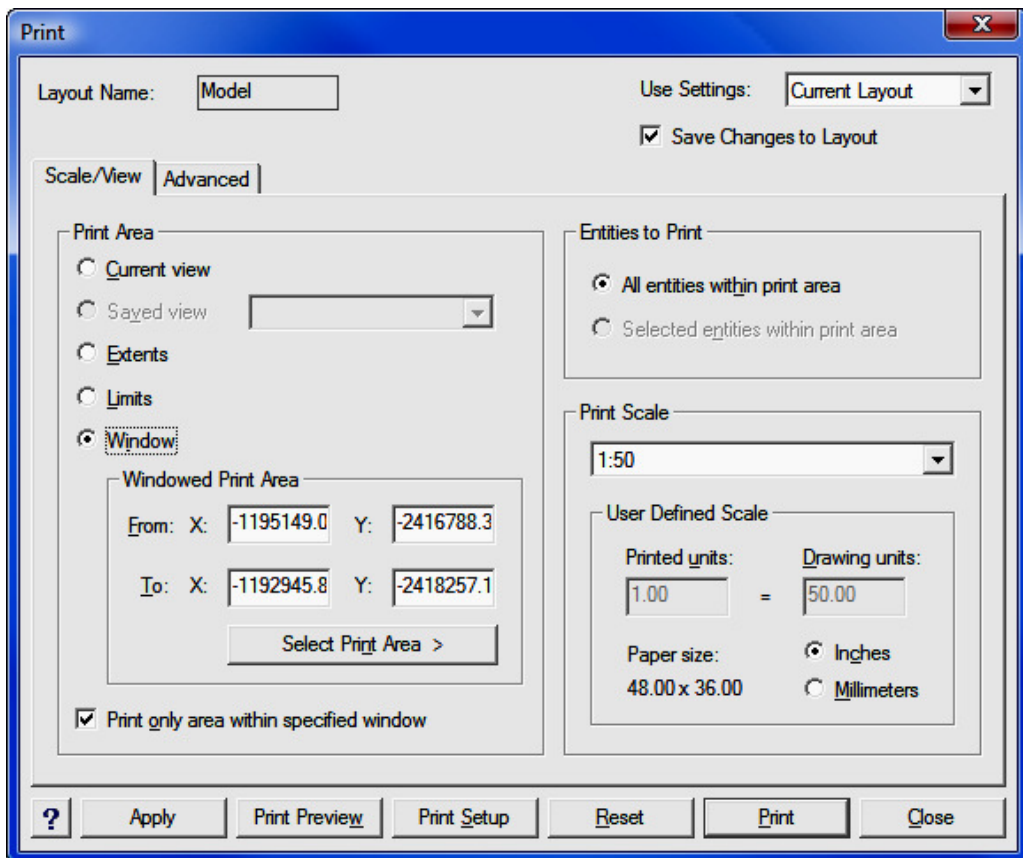 Print
Layout Name: Model
Use Settings: Current Layout
Save Changes to Layout
Scale/View Advanced
Print Area
Current view
Saved view
Extents
Limits
Window
Windowed Print Area
From: X: -1195149.0 Y: -2416788.3
To: X: -1192945.8 Y: -2418257.1
Select Print Area >
Print only area within specified window
Entities to Print
All entities within print area
Selected entities within print area
Print Scale
1:50
User Defined Scale
Printed units: Drawing units:
1.00 = 50.00
Paper size: Inches
48.00 x 36.00 Millimeters
? Apply Print Preview Print Setup Reset Print Close